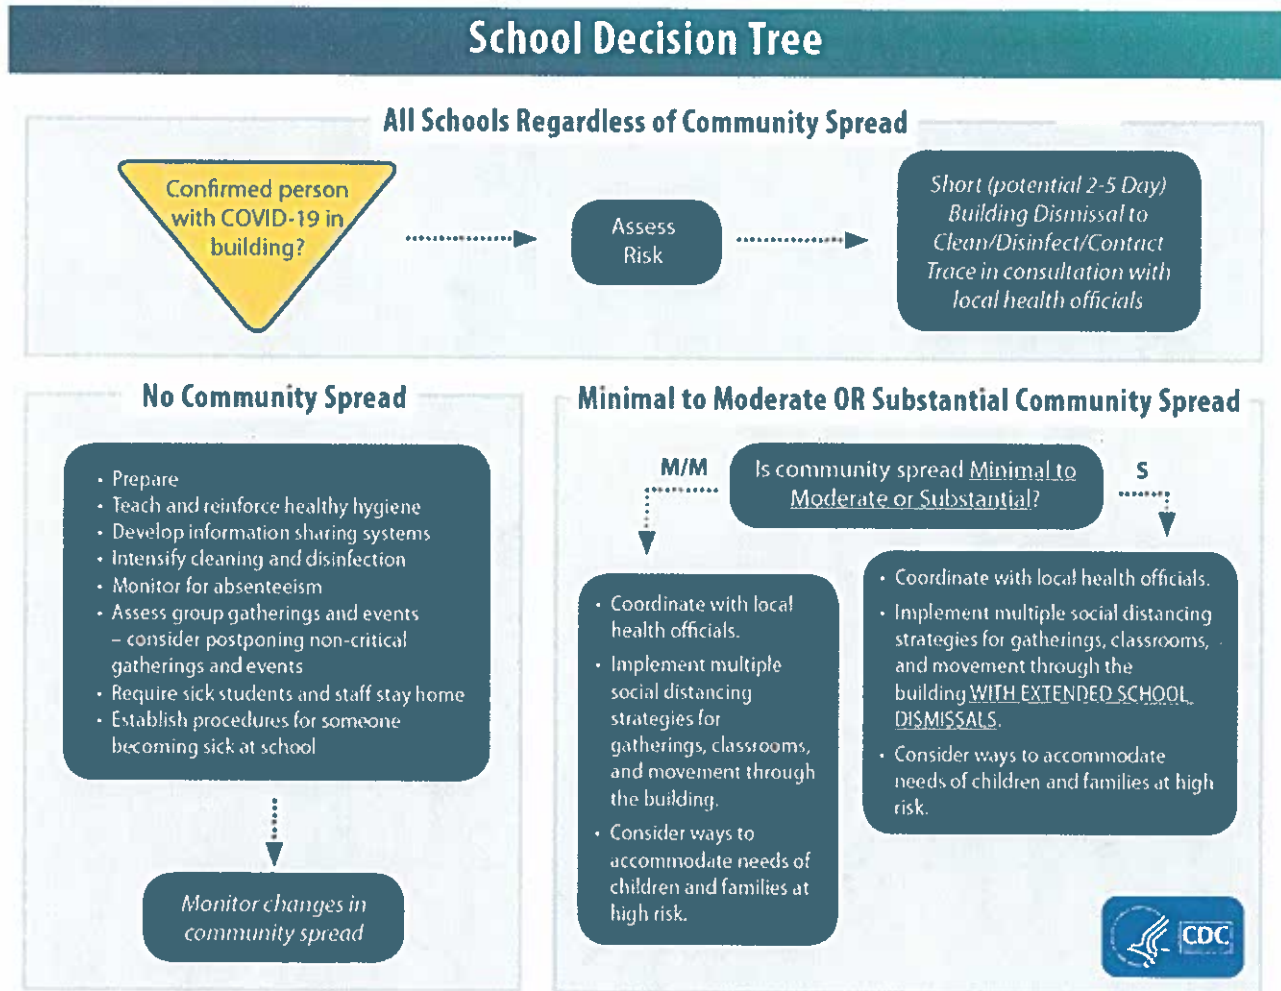 School Decision Tree
All Schools Regardless of Community Spread
Confirmed person
with COVID-19 in
building?
Assess
Risk
Short (potential 2-5 Day)
Building Dismissal to
Clean/Disinfect/Contact
Trace in consultation with
local health officials
No Community Spread
• Prepare
• Teach and reinforce healthy hygiene
• Develop information sharing systems
• Intensify cleaning and disinfection
• Monitor for absenteeism
• Assess group gatherings and events
– consider postponing non-critical
gatherings and events
• Require sick students and staff stay home
• Establish procedures for someone
becoming sick at school
Monitor changes in
community spread
Minimal to Moderate OR Substantial Community Spread
M/M
Is community spread Minimal to
Moderate or Substantial?
S
• Coordinate with local
health officials.
• Implement multiple
social distancing
strategies for
gatherings, classrooms,
and movement through
the building.
• Consider ways to
accommodate needs of
children and families at
high risk.
• Coordinate with local health officials.
• Implement multiple social distancing
strategies for gatherings, classrooms,
and movement through the
building WITH EXTENDED SCHOOL
DISMISSALS.
• Consider ways to accommodate
needs of children and families at high
risk.
CDC